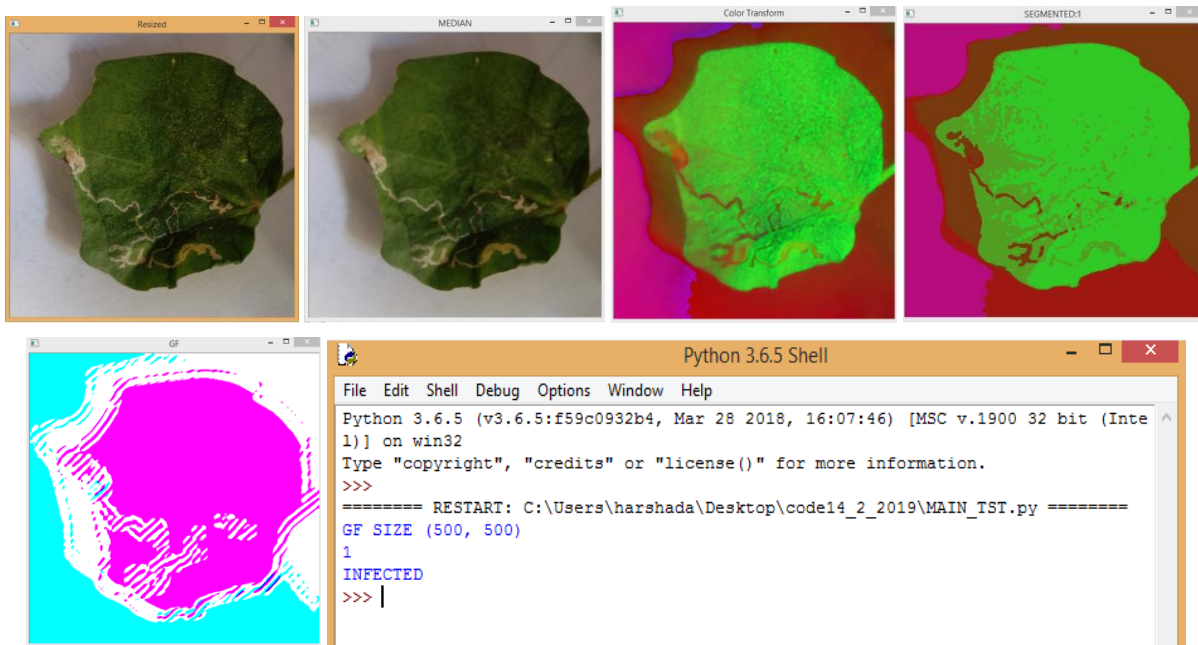 Resized
MEDIAN
Color Transform
SEGMENTED:1
GF
Python 3.6.5 Shell
File Edit Shell Debug Options Window Help
Python 3.6.5 (v3.6.5:f59c0932b4, Mar 28 2018, 16:07:46) [MSC v.1900 32 bit (Inte
l)] on win32
Type "copyright", "credits" or "license()" for more information.
>>>
======== RESTART: C:\Users\harshada\Desktop\code14_2_2019\MAIN_TST.py ========
GF SIZE (500, 500)
1
INFECTED
>>>